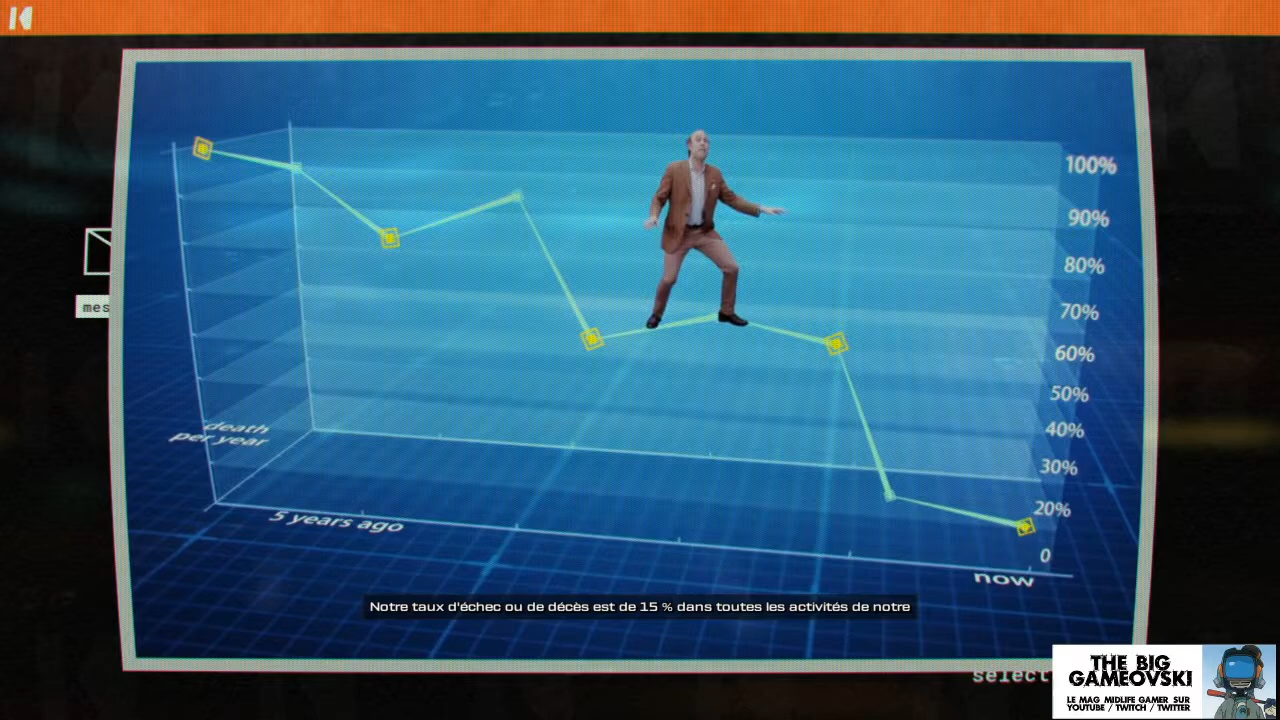 100%
90%
80%
70%
60%
50%
40%
30%
20%
0
death
per year
5 years ago
now
mes
Notre taux d'échec ou de décès est de 15 % dans toutes les activités de notre
select
THE BIG
GAMEOVSKI
LE MAG MIDLIFE GAMER SUR
YOUTUBE / TWITCH / TWITTER